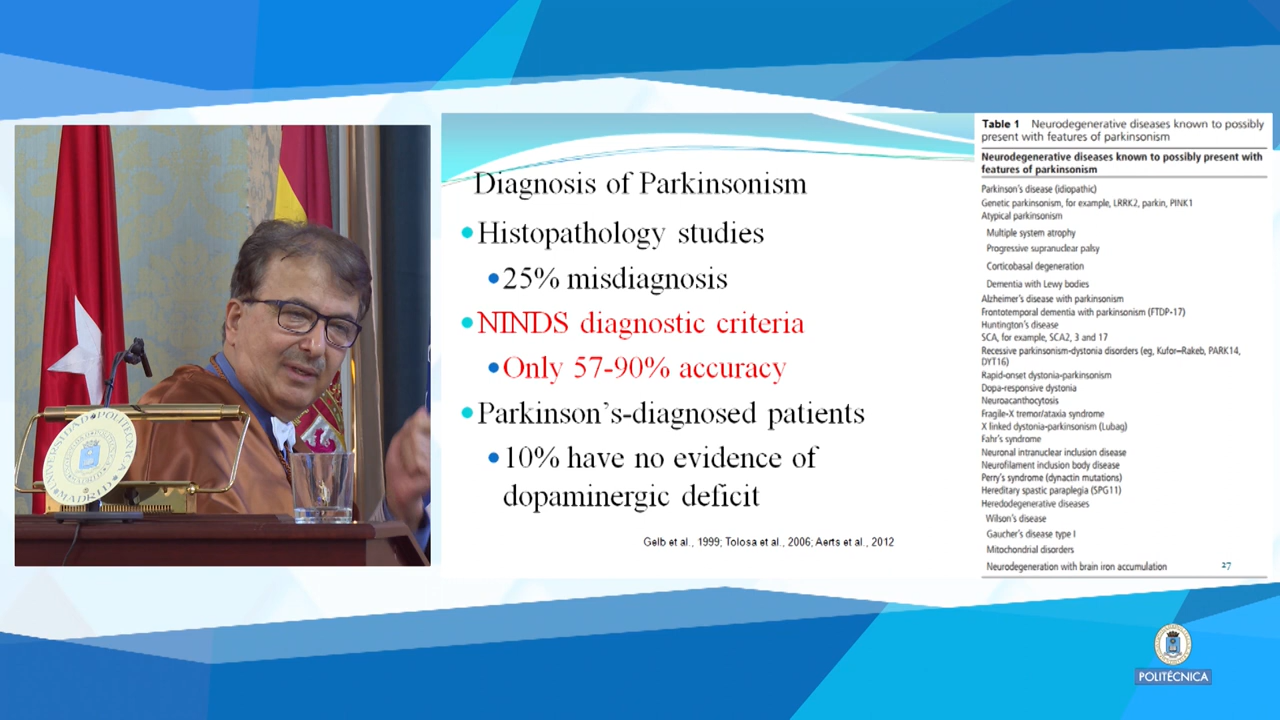 UNIVERSIDAD POLITÉCNICA
MADRID
Diagnosis of Parkinsonism
•Histopathology studies
•25% misdiagnosis
•NINDS diagnostic criteria
•Only 57-90% accuracy
•Parkinson's-diagnosed patients
•10% have no evidence of
dopaminergic deficit
Gelb et al., 1999; Tolosa et al., 2006; Aerts et al., 2012
Table 1 Neurodegenerative diseases known to possibly
present with features of parkinsonism
Neurodegenerative diseases known to possibly present with
features of parkinsonism
Parkinson's disease (idiopathic)
Genetic parkinsonism, for example, LRRK2, parkin, PINK1
Atypical parkinsonism
Multiple system atrophy
Progressive supranuclear palsy
Corticobasal degeneration
Dementia with Lewy bodies
Alzheimer's disease with parkinsonism
Frontotemporal dementia with parkinsonism (FTDP-17)
Huntington's disease
SCA, for example, SCA2, 3 and 17
Recessive parkinsonism-dystonia disorders (eg, Kufor–Rakeb, PARK14,
DYT16)
Rapid-onset dystonia-parkinsonism
Dopa-responsive dystonia
Neuroacanthocytosis
Fragile-X tremor/ataxia syndrome
X linked dystonia-parkinsonism (Lubag)
Fahr's syndrome
Neuronal intranuclear inclusion disease
Neurofilament inclusion body disease
Perry's syndrome (dynactin mutations)
Hereditary spastic paraplegia (SPG11)
Heredodegenerative diseases
Wilson's disease
Gaucher's disease type I
Mitochondrial disorders
Neurodegeneration with brain iron accumulation
27
POLITÉCNICA